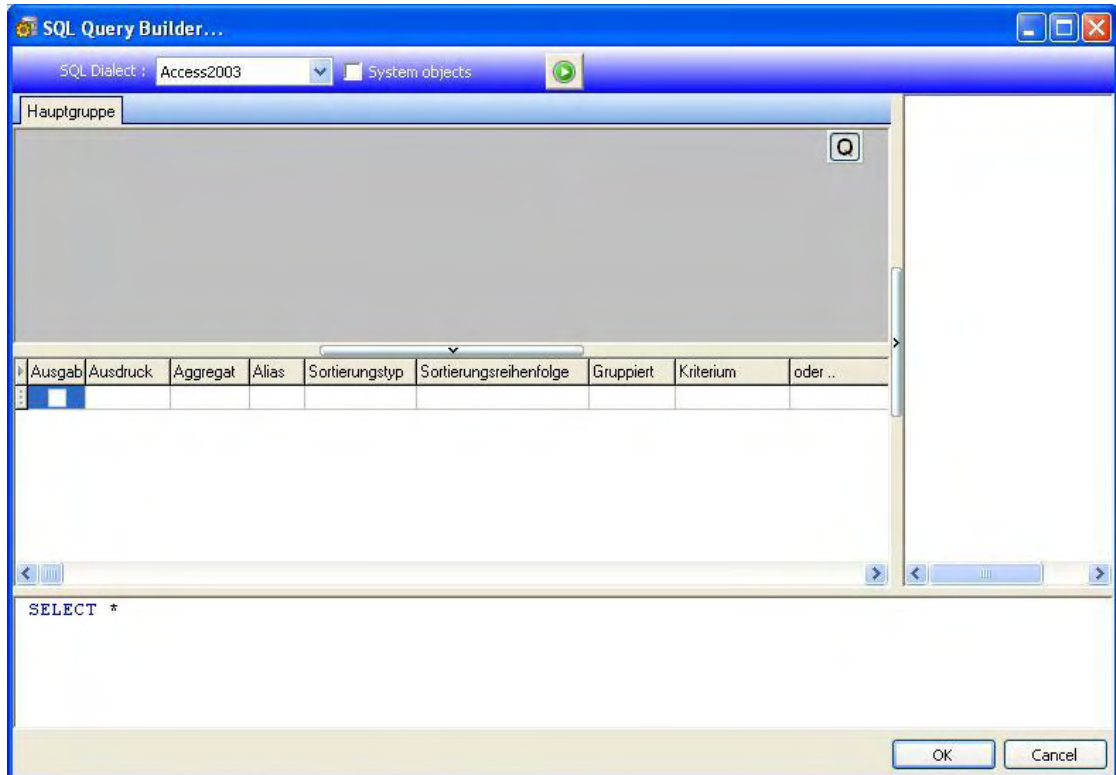 SQL Query Builder...
SQL Dialect : Access2003 System objects
Hauptgruppe
Q
Ausgab Ausdruck Aggregat Alias Sortierungstyp Sortierungsreihenfolge Gruppiert Kriterium oder ..
SELECT *
OK Cancel